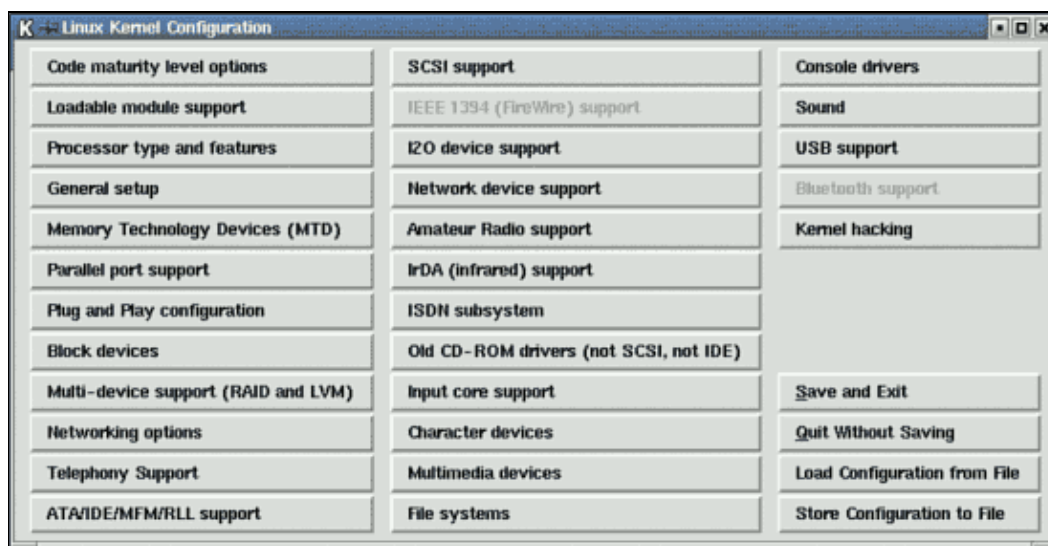 Linux Kernel Configuration
Code maturity level options
Loadable module support
Processor type and features
General setup
Memory Technology Devices (MTD)
Parallel port support
Plug and Play configuration
Block devices
Multi-device support (RAID and LVM)
Networking options
Telephony Support
ATA/IDE/MFM/RLL support
SCSI support
IEEE 1394 (FireWire) support
I2O device support
Network device support
Amateur Radio support
IrDA (infrared) support
ISDN subsystem
Old CD-ROM drivers (not SCSI, not IDE)
Input core support
Character devices
Multimedia devices
File systems
Console drivers
Sound
USB support
Bluetooth support
Kernel hacking
Save and Exit
Quit Without Saving
Load Configuration from File
Store Configuration to File